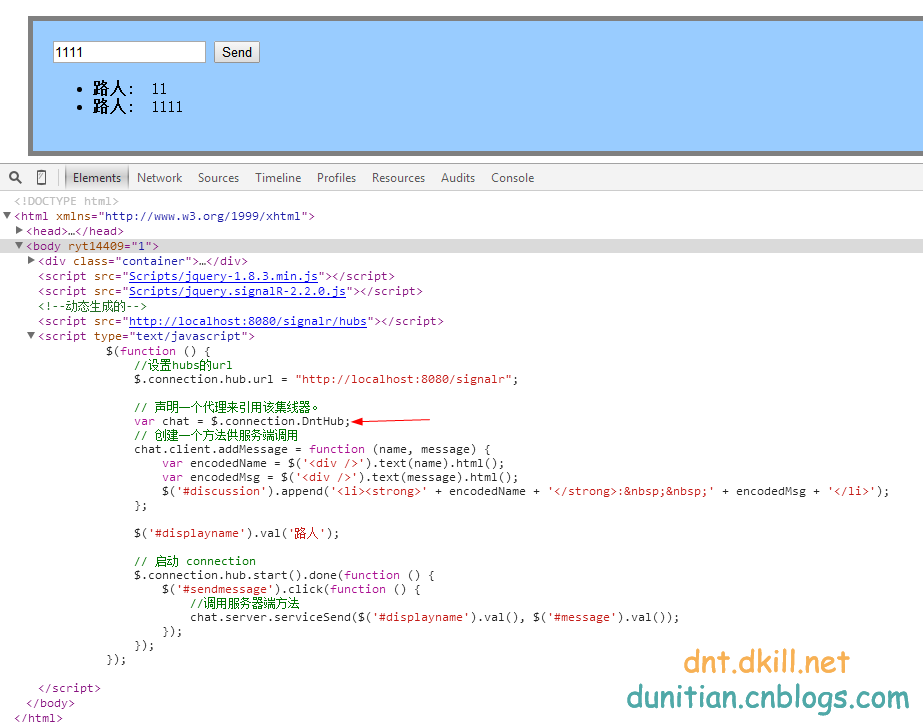 1111 Send
路人: 11
路人: 1111
Elements Network Sources Timeline Profiles Resources Audits Console
<!DOCTYPE html>
<html xmlns="http://www.w3.org/1999/xhtml">
<head>…</head>
<body ryt14409="1">
<div class="container">…</div>
<script src="Scripts/jquery-1.8.3.min.js"></script>
<script src="Scripts/jquery.signalR-2.2.0.js"></script>
<!--动态生成的-->
<script src="http://localhost:8080/signalr/hubs"></script>
<script type="text/javascript">
$(function () {
//设置hubs的url
$.connection.hub.url = "http://localhost:8080/signalr";
// 声明一个代理来引用该集线器。
var chat = $.connection.DntHub;
// 创建一个方法供服务端调用
chat.client.addMessage = function (name, message) {
var encodedName = $('<div />').text(name).html();
var encodedMsg = $('<div />').text(message).html();
$('#discussion').append('<li><strong>' + encodedName + '</strong>:&nbsp;&nbsp;' + encodedMsg + '</li>');
};
$('#displayname').val('路人');
// 启动 connection
$.connection.hub.start().done(function () {
$('#sendmessage').click(function () {
//调用服务器端方法
chat.server.serviceSend($('#displayname').val(), $('#message').val());
});
});
});
</script>
</body>
</html>
dnt.dkill.net
dunitian.cnblogs.com